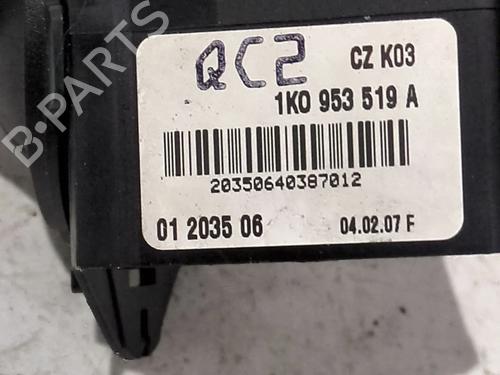 QC2
CZ K03
1K0 953 519 A
20350640387012
01 2035 06
04.02.07 F
B-PARTS